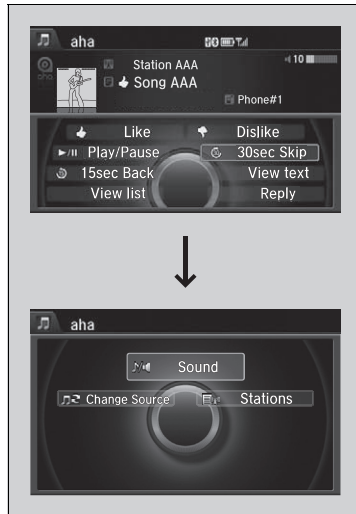 aha
Station AAA
10
aha
Song AAA
Phone#1
Like
Dislike
Play/Pause
30sec Skip
15sec Back
View text
View list
Reply
aha
Sound
Change Source
Stations